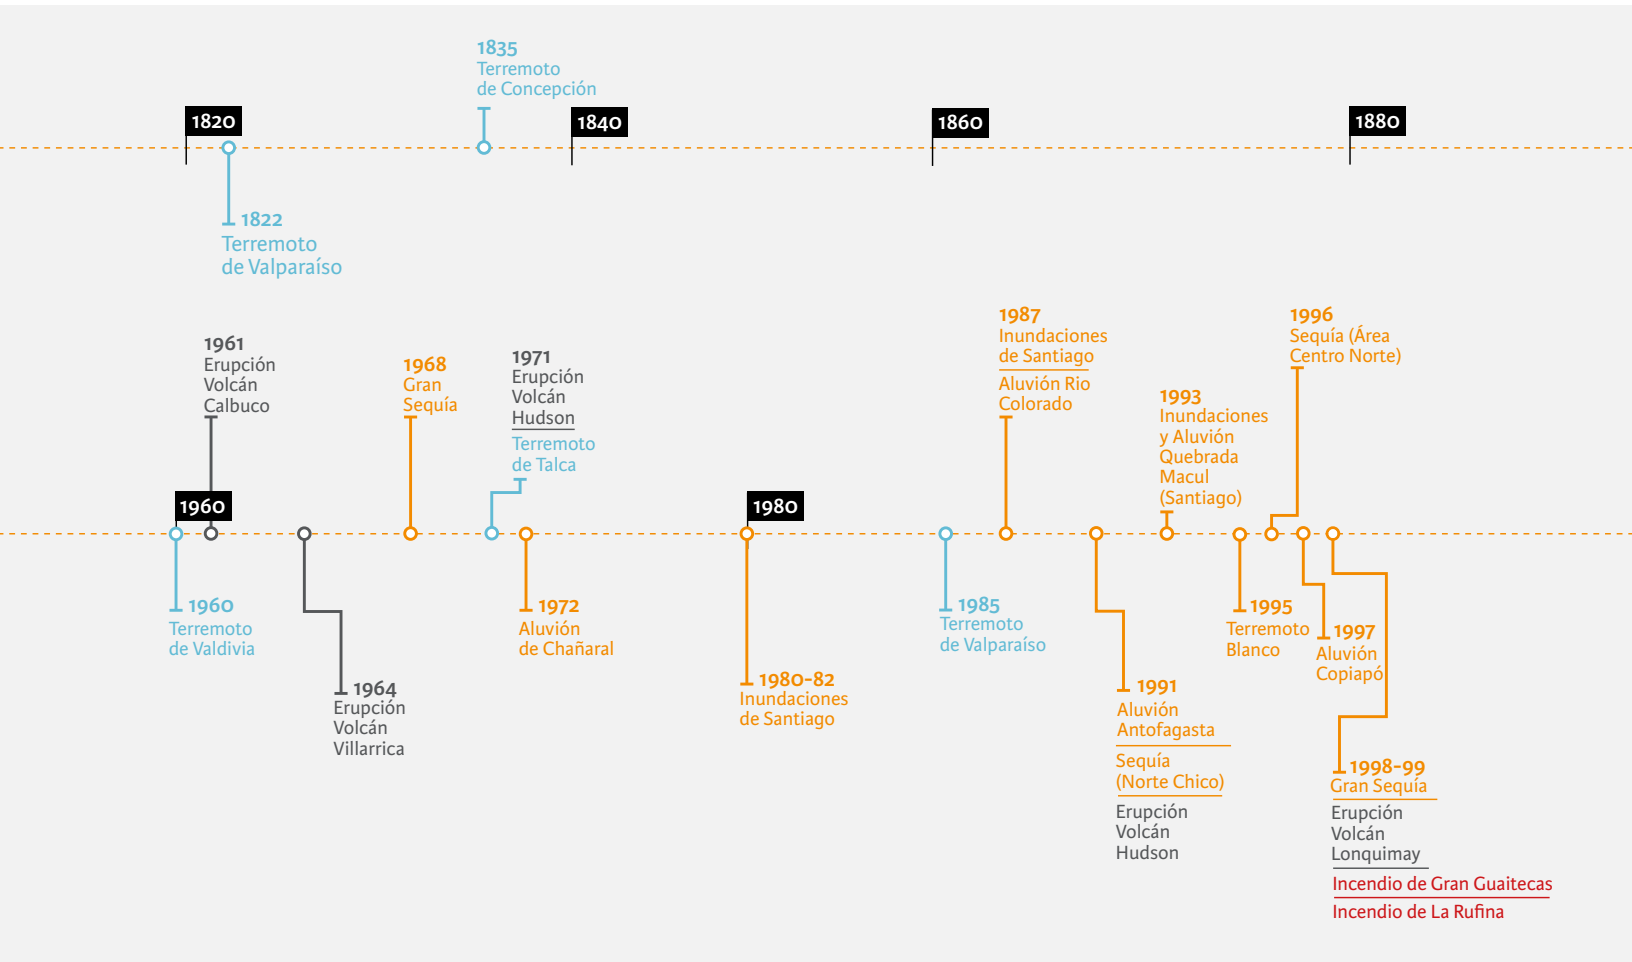 1835
Terremoto
de Concepción
1820
1840
1860
1880
1822
Terremoto
de Valparaíso
1961
Erupción
Volcán
Calbuco
1968
Gran
Sequía
1971
Erupción
Volcán
Hudson
Terremoto
de Talca
1987
Inundaciones
de Santiago
Aluvión Rio
Colorado
1993
Inundaciones
y Aluvión
Quebrada
Macul
(Santiago)
1996
Sequía (Área
Centro Norte)
1960
1980
1960
Terremoto
de Valdivia
1964
Erupción
Volcán
Villarrica
1972
Aluvión
de Chañaral
1980-82
Inundaciones
de Santiago
1985
Terremoto
de Valparaíso
1991
Aluvión
Antofagasta
Sequía
(Norte Chico)
Erupción
Volcán
Hudson
1995
Terremoto
Blanco
1997
Aluvión
Copiapó
1998-99
Gran Sequía
Erupción
Volcán
Lonquimay
Incendio de Gran Guaitecas
Incendio de La Rufina